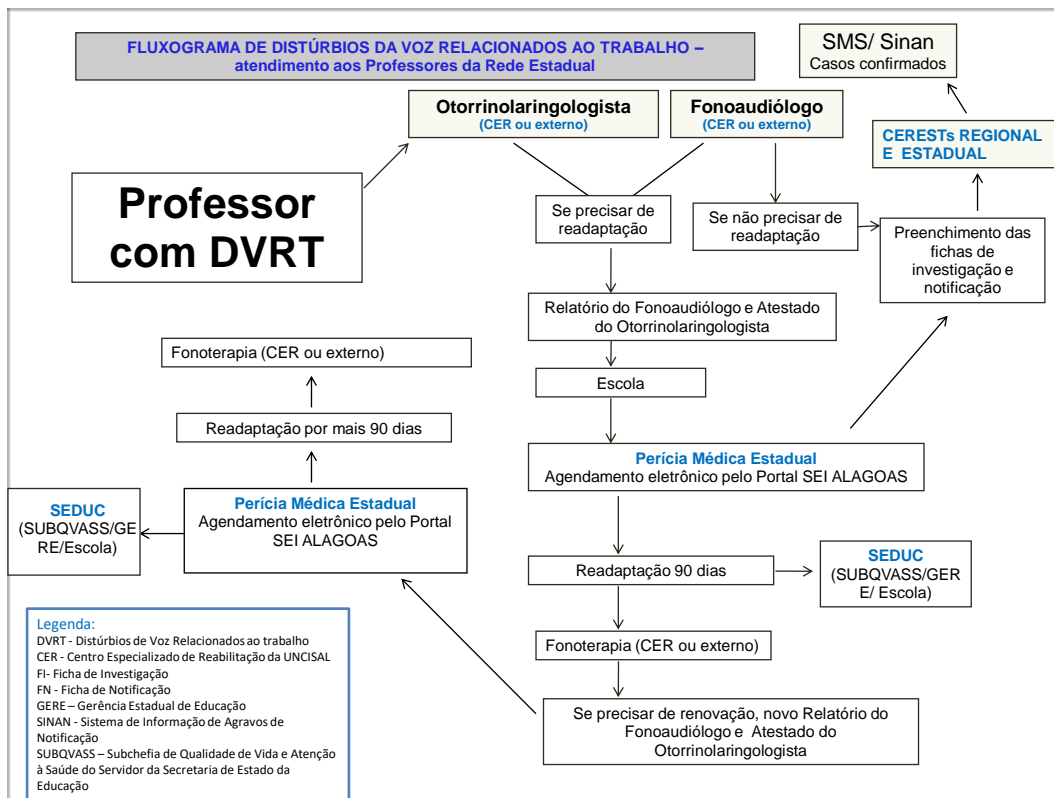 FLUXOGRAMA DE DISTÚRBIOS DA VOZ RELACIONADOS AO TRABALHO –
atendimento aos Professores da Rede Estadual
SMS/ Sinan
Casos confirmados
Otorrinolaringologista
(CER ou externo)
Fonoaudiólogo
(CER ou externo)
CERESTs REGIONAL
E ESTADUAL
Professor
com DVRT
Se precisar de
readaptação
Se não precisar de
readaptação
Preenchimento das
fichas de
investigação e
notificação
Relatório do Fonoaudiólogo e Atestado
do Otorrinolaringologista
Fonoterapia (CER ou externo)
Escola
Readaptação por mais 90 dias
Perícia Médica Estadual
Agendamento eletrônico pelo Portal SEI ALAGOAS
SEDUC
(SUBQVASS/GE
RE/Escola)
Perícia Médica Estadual
Agendamento eletrônico pelo Portal
SEI ALAGOAS
Readaptação 90 dias
SEDUC
(SUBQVASS/GER
E/ Escola)
Fonoterapia (CER ou externo)
Se precisar de renovação, novo Relatório do
Fonoaudiólogo e Atestado do
Otorrinolaringologista
Legenda:
DVRT - Distúrbios de Voz Relacionados ao trabalho
CER - Centro Especializado de Reabilitação da UNCISAL
FI- Ficha de Investigação
FN - Ficha de Notificação
GERE – Gerência Estadual de Educação
SINAN - Sistema de Informação de Agravos de
Notificação
SUBQVASS – Subchefia de Qualidade de Vida e Atenção
à Saúde do Servidor da Secretaria de Estado da
Educação